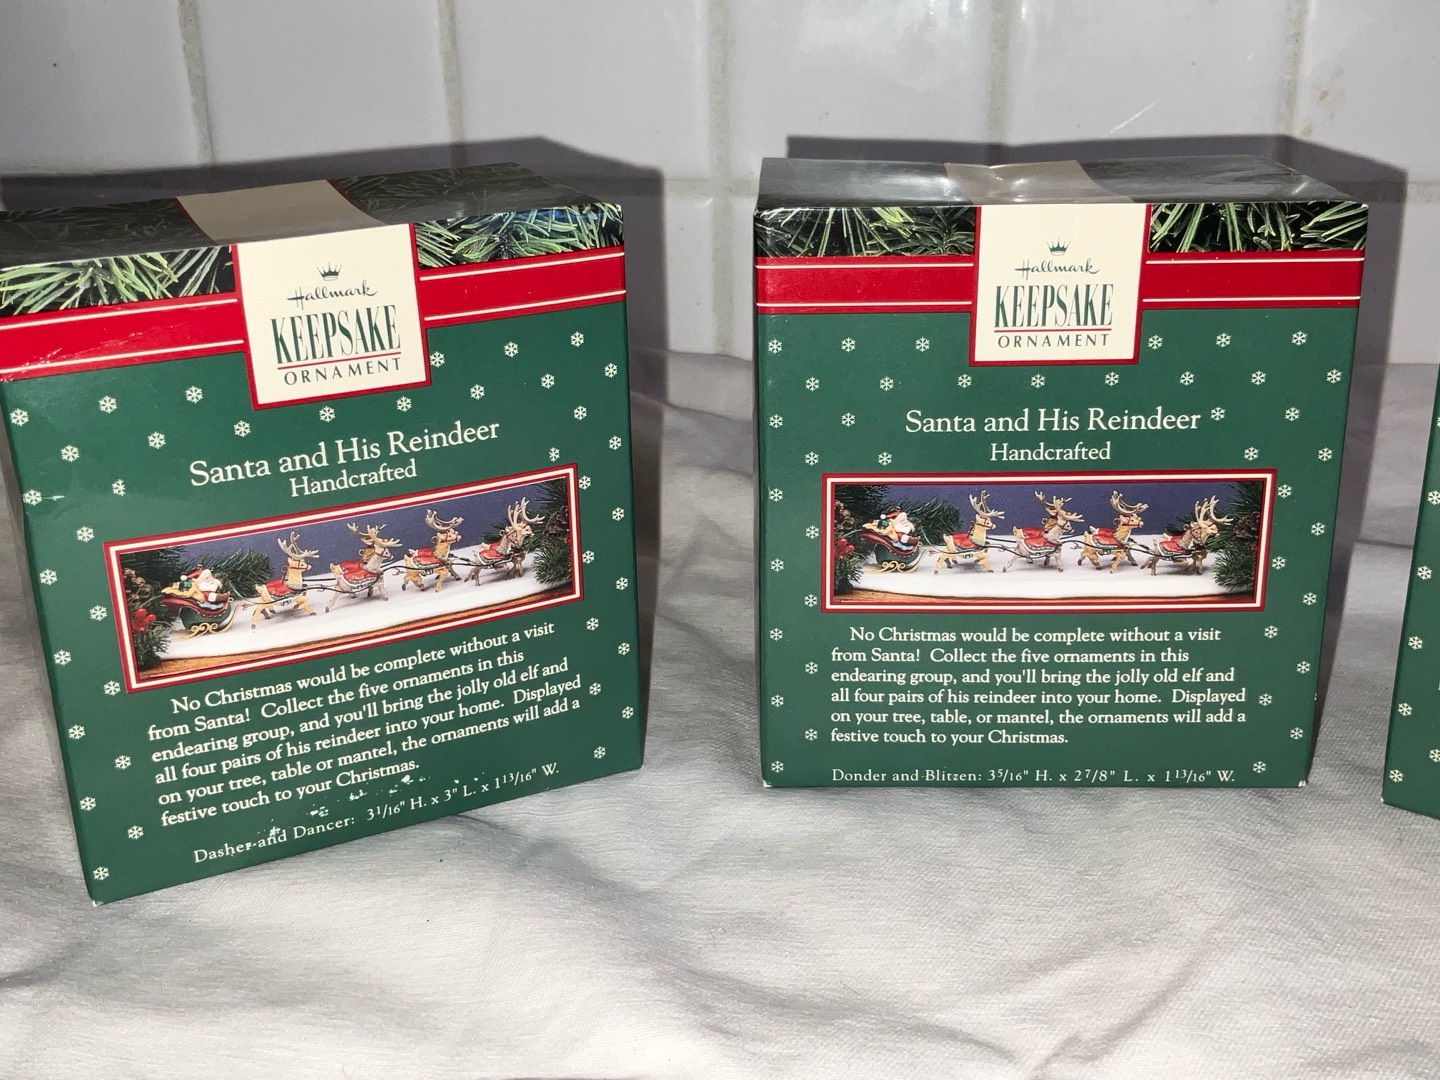 Hallmark
KEEPSAKE
ORNAMENT
Santa and His Reindeer
Handcrafted
No Christmas would be complete without a visit
from Santa! Collect the five ornaments in this
endearing group, and you'll bring the jolly old elf and
all four pairs of his reindeer into your home. Displayed
on your tree, table or mantel, the ornaments will add a
festive touch to your Christmas.
Dasher and Dancer: 3 1/16" H. x 3" L. x 1 13/16" W.
Hallmark
KEEPSAKE
ORNAMENT
Santa and His Reindeer
Handcrafted
No Christmas would be complete without a visit
from Santa! Collect the five ornaments in this
endearing group, and you'll bring the jolly old elf and
all four pairs of his reindeer into your home. Displayed
on your tree, table, or mantel, the ornaments will add a
festive touch to your Christmas.
Donder and Blitzen: 3 5/16" H. x 2 7/8" L. x 1 13/16" W.